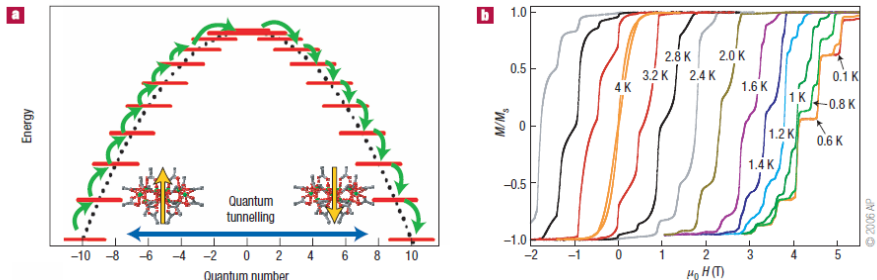 a
Energy
Quantum
tunnelling
−10 −8 −6 −4 −2 0 2 4 6 8 10
Quantum number
b
M/Ms
1.0
0.5
0
−0.5
−1.0
4 K
3.2 K
2.8 K
2.4 K
2.0 K
1.6 K
1.4 K
1.2 K
1 K
0.8 K
0.6 K
0.1 K
−2 −1 0 1 2 3 4 5
μ0 H (T)
© 2006 AP